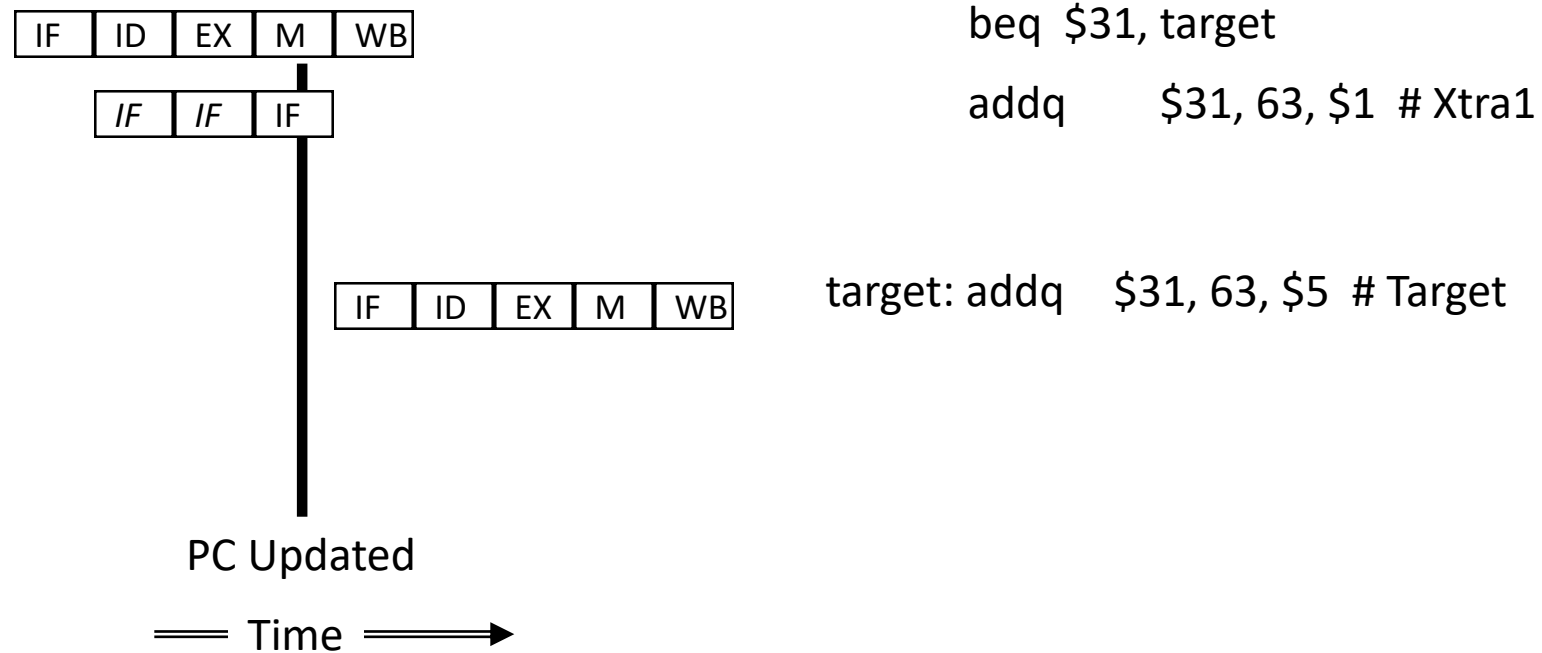 IF ID EX M WB beq $31, target
IF IF IF addq $31, 63, $1 # Xtra1
IF ID EX M WB target: addq $31, 63, $5 # Target
PC Updated
Time